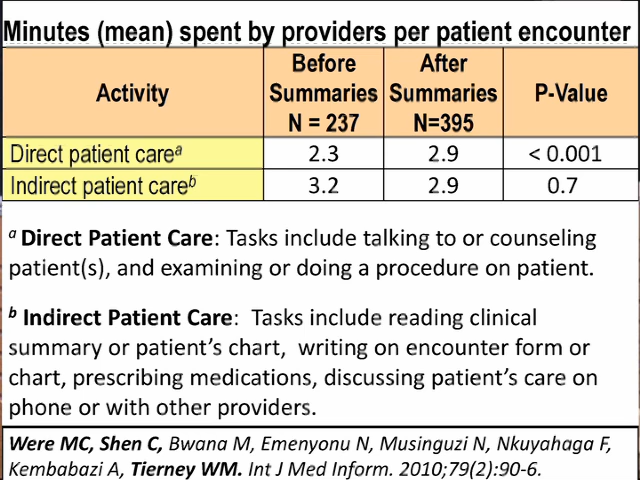 Minutes (mean) spent by providers per patient encounter
Activity Before Summaries N = 237 After Summaries N=395 P-Value
Direct patient care^a 2.3 2.9 < 0.001
Indirect patient care^b 3.2 2.9 0.7
^a Direct Patient Care: Tasks include talking to or counseling
patient(s), and examining or doing a procedure on patient.
^b Indirect Patient Care: Tasks include reading clinical
summary or patient's chart, writing on encounter form or
chart, prescribing medications, discussing patient's care on
phone or with other providers.
Were MC, Shen C, Bwana M, Emenyonu N, Musinguzi N, Nkuyahaga F,
Kembabazi A, Tierney WM. Int J Med Inform. 2010;79(2):90-6.